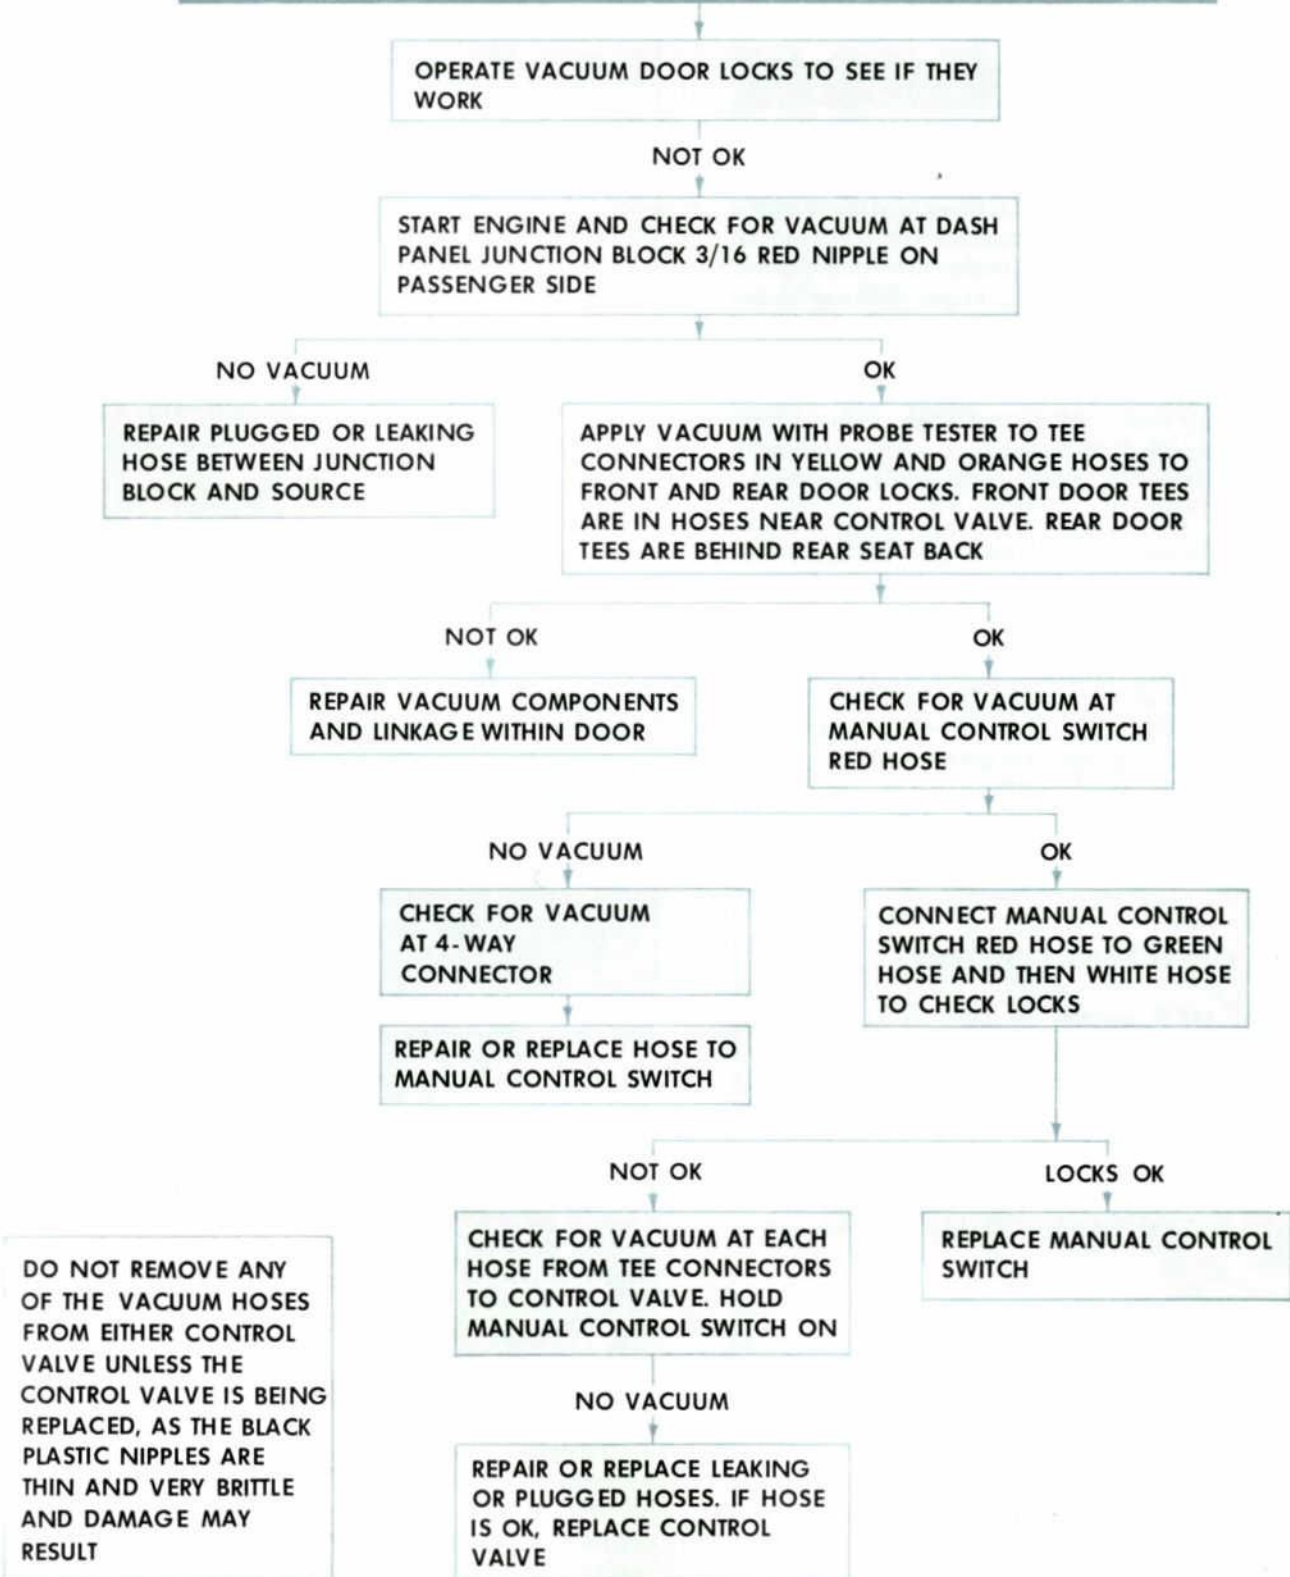 OPERATE VACUUM DOOR LOCKS TO SEE IF THEY
WORK
NOT OK
START ENGINE AND CHECK FOR VACUUM AT DASH
PANEL JUNCTION BLOCK 3/16 RED NIPPLE ON
PASSENGER SIDE
NO VACUUM
OK
REPAIR PLUGGED OR LEAKING
HOSE BETWEEN JUNCTION
BLOCK AND SOURCE
APPLY VACUUM WITH PROBE TESTER TO TEE
CONNECTORS IN YELLOW AND ORANGE HOSES TO
FRONT AND REAR DOOR LOCKS. FRONT DOOR TEES
ARE IN HOSES NEAR CONTROL VALVE. REAR DOOR
TEES ARE BEHIND REAR SEAT BACK
NOT OK
OK
REPAIR VACUUM COMPONENTS
AND LINKAGE WITHIN DOOR
CHECK FOR VACUUM AT
MANUAL CONTROL SWITCH
RED HOSE
NO VACUUM
OK
CHECK FOR VACUUM
AT 4-WAY
CONNECTOR
CONNECT MANUAL CONTROL
SWITCH RED HOSE TO GREEN
HOSE AND THEN WHITE HOSE
TO CHECK LOCKS
REPAIR OR REPLACE HOSE TO
MANUAL CONTROL SWITCH
NOT OK
LOCKS OK
CHECK FOR VACUUM AT EACH
HOSE FROM TEE CONNECTORS
TO CONTROL VALVE. HOLD
MANUAL CONTROL SWITCH ON
REPLACE MANUAL CONTROL
SWITCH
NO VACUUM
REPAIR OR REPLACE LEAKING
OR PLUGGED HOSES. IF HOSE
IS OK, REPLACE CONTROL
VALVE
DO NOT REMOVE ANY
OF THE VACUUM HOSES
FROM EITHER CONTROL
VALVE UNLESS THE
CONTROL VALVE IS BEING
REPLACED, AS THE BLACK
PLASTIC NIPPLES ARE
THIN AND VERY BRITTLE
AND DAMAGE MAY
RESULT